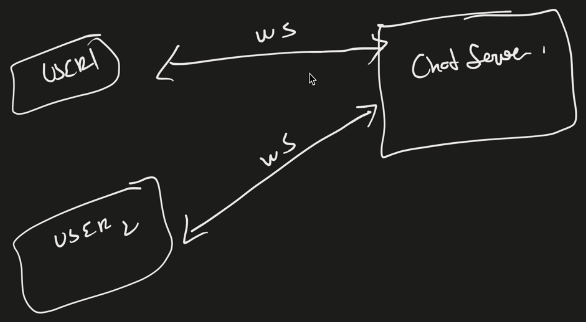 WS
USER1
Chat Server
WS
USER 2